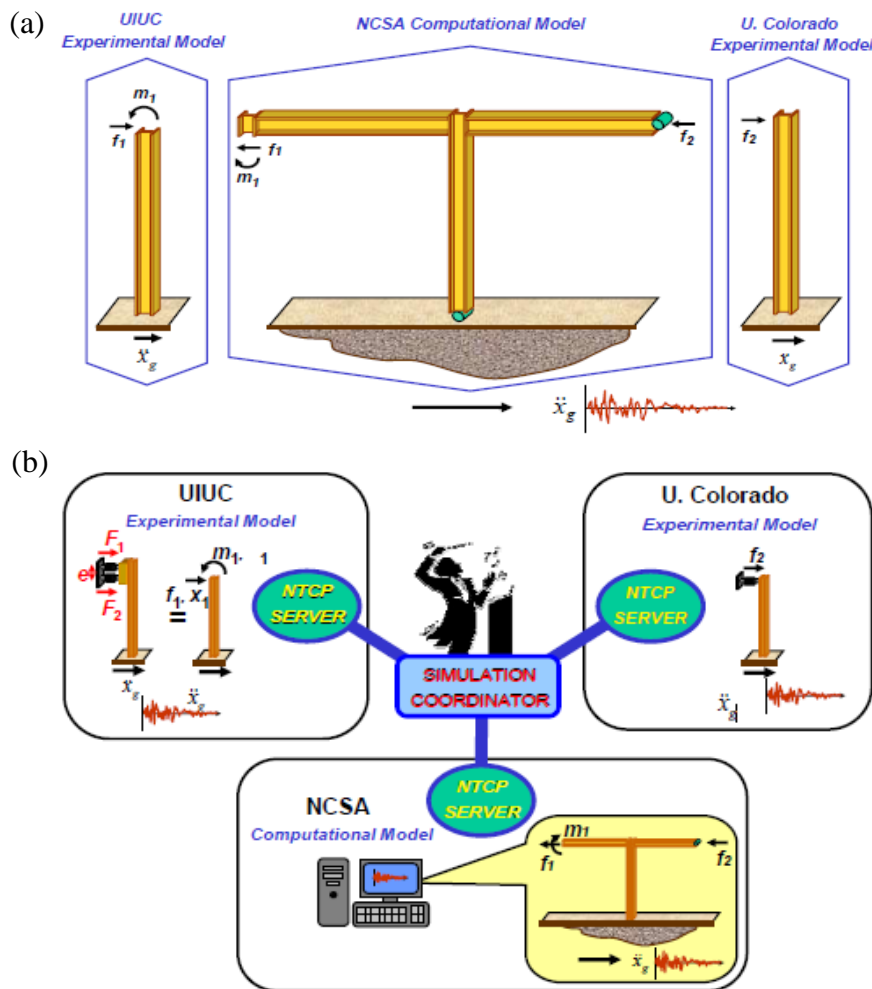 (a)
UIUC
Experimental Model
NCSA Computational Model
U. Colorado
Experimental Model
m1
f1
f1
m1
f2
f2
ẍg
xg
ẍg
(b)
UIUC
Experimental Model
F1
e
F2
=
m1, 1
f1, x1
xg
ẍg
NTCP
SERVER
U. Colorado
Experimental Model
f2
NTCP
SERVER
ẍg
SIMULATION
COORDINATOR
NTCP
SERVER
NCSA
Computational Model
m1
f1
f2
ẍg